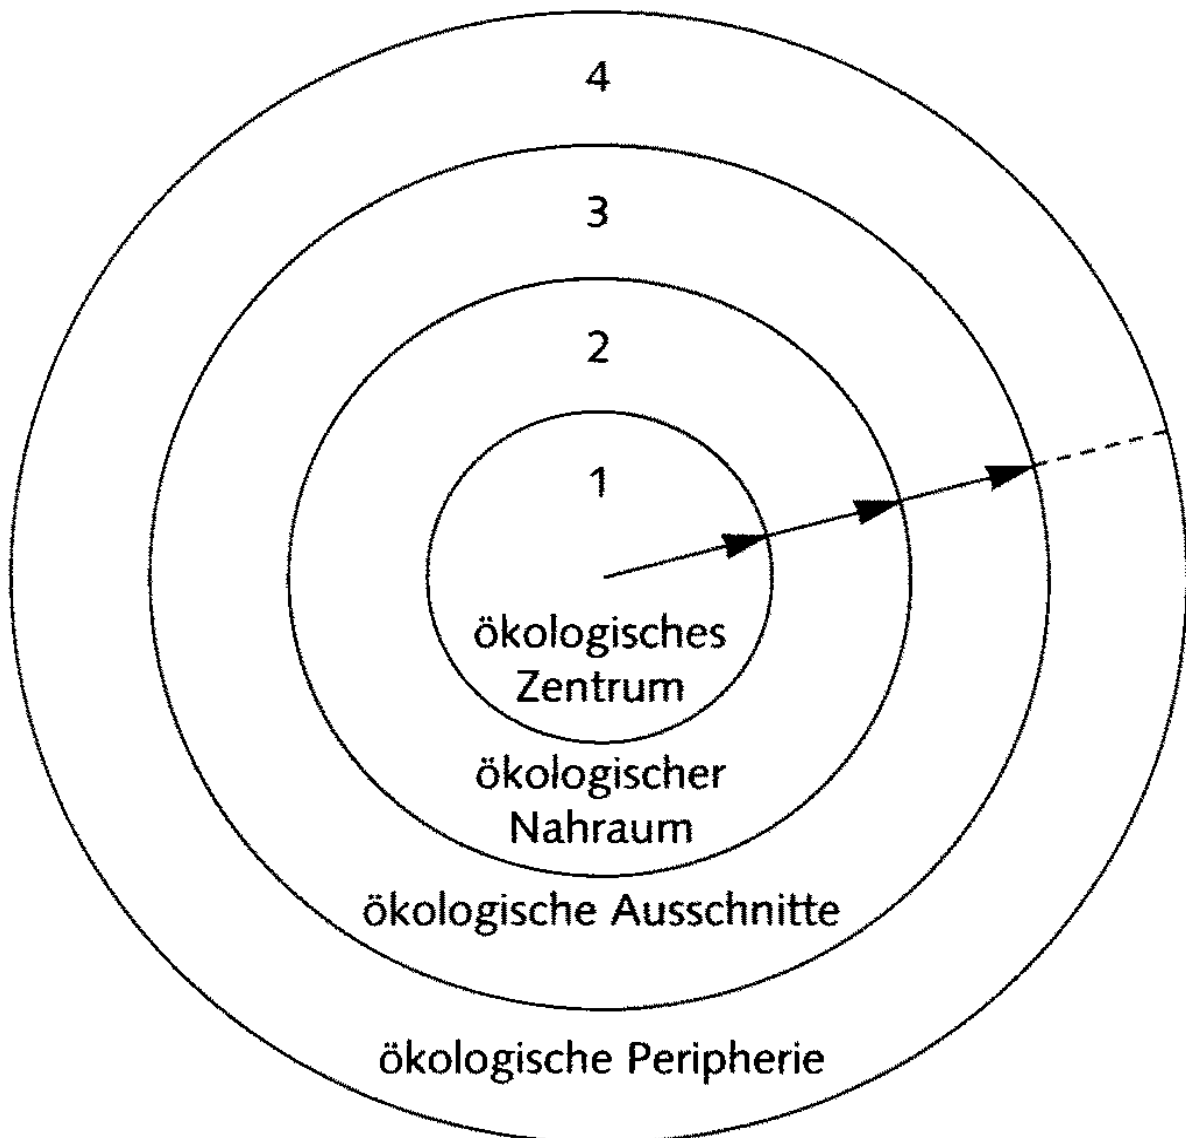 4
3
2
1
ökologisches
Zentrum
ökologischer
Nahraum
ökologische Ausschnitte
ökologische Peripherie